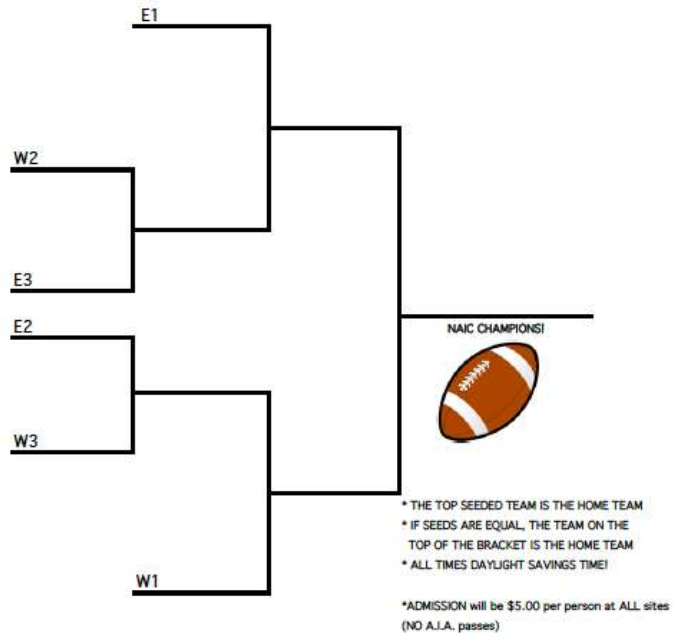 E1
W2
E3
E2
NAIC CHAMPIONS!
W3
* THE TOP SEEDED TEAM IS THE HOME TEAM
* IF SEEDS ARE EQUAL, THE TEAM ON THE
TOP OF THE BRACKET IS THE HOME TEAM
* ALL TIMES DAYLIGHT SAVINGS TIME!
W1
*ADMISSION will be $5.00 per person at ALL sites
(NO A.I.A. passes)